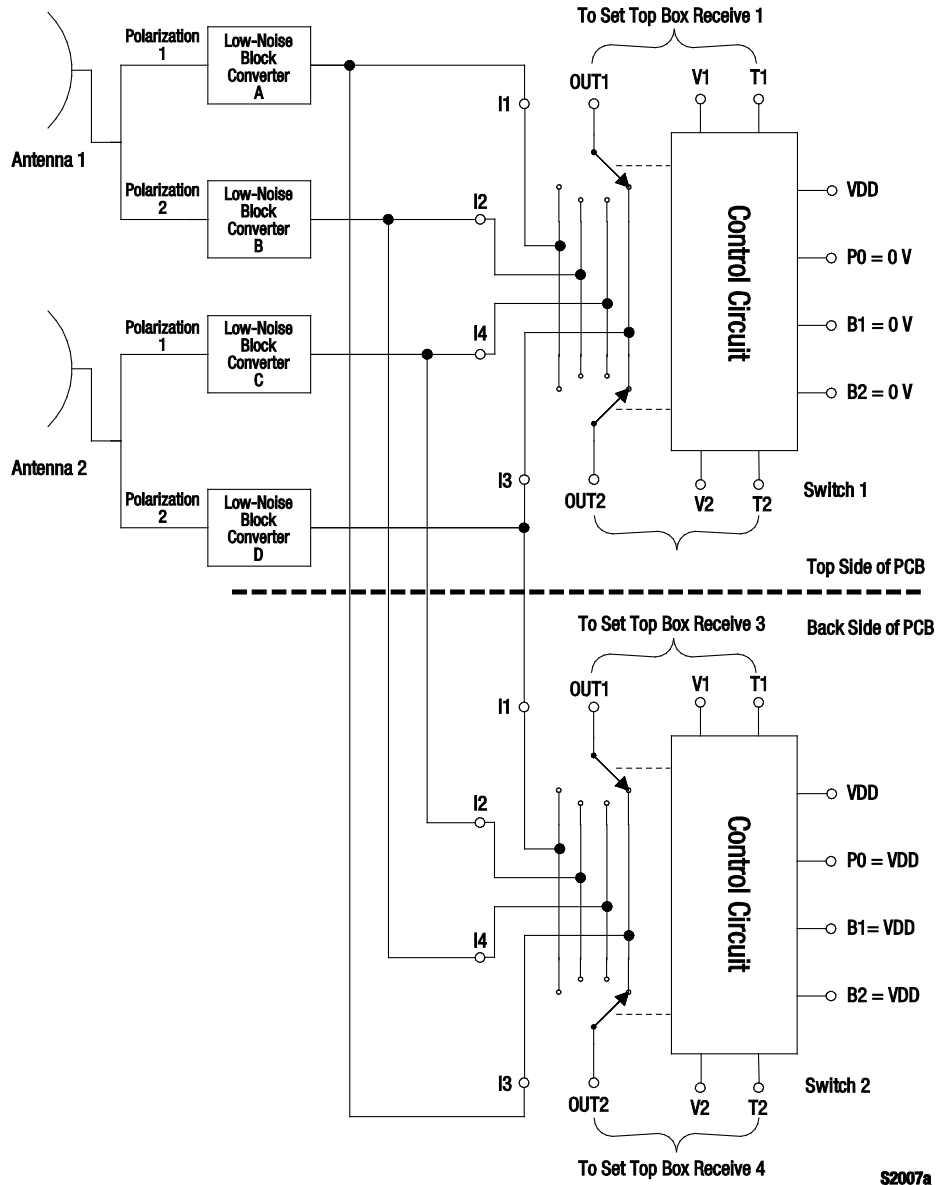 To Set Top Box Receive 1
Polarization
1
Low-Noise
Block
Converter
A
OUT1
V1
T1
I1
Antenna 1
Polarization
2
Low-Noise
Block
Converter
B
I2
Control Circuit
VDD
P0 = 0 V
B1 = 0 V
B2 = 0 V
Polarization
1
Low-Noise
Block
Converter
C
I4
Antenna 2
Polarization
2
Low-Noise
Block
Converter
D
I3
OUT2
V2
T2
Switch 1
Top Side of PCB
Back Side of PCB
To Set Top Box Receive 3
OUT1
V1
T1
I1
I2
I4
I3
Control Circuit
VDD
P0 = VDD
B1= VDD
B2 = VDD
OUT2
V2
T2
Switch 2
To Set Top Box Receive 4
S2007a